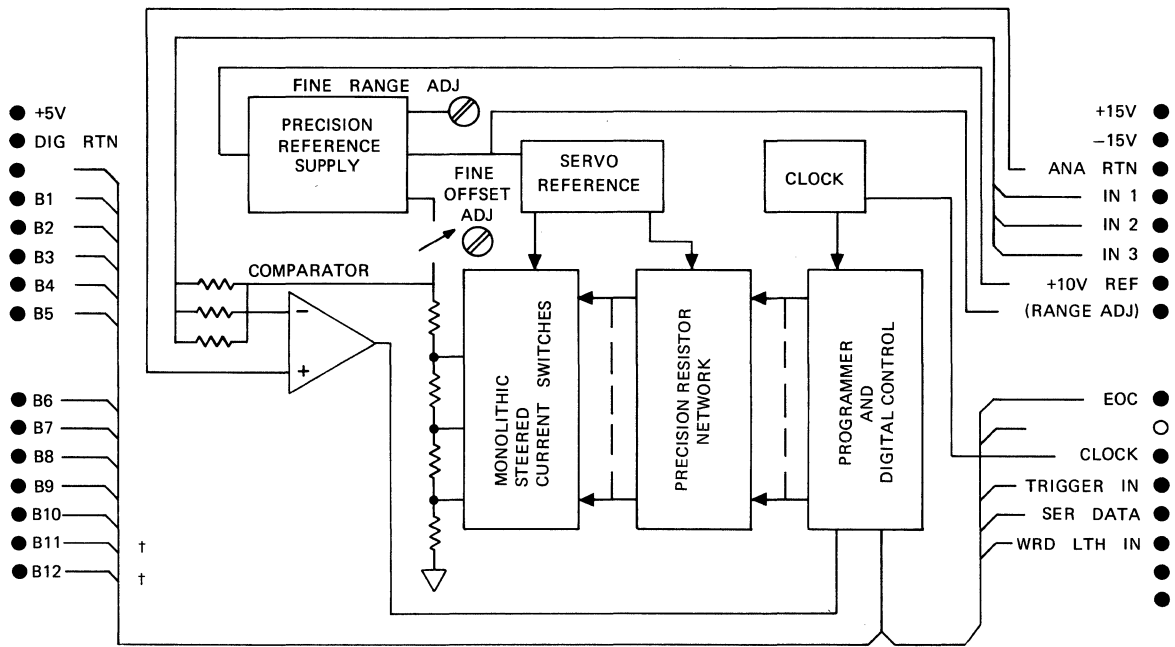 FINE RANGE ADJ
PRECISION
REFERENCE
SUPPLY
SERVO
REFERENCE
CLOCK
FINE
OFFSET
ADJ
COMPARATOR
−
+
MONOLITHIC
STEERED
CURRENT SWITCHES
PRECISION RESISTOR
NETWORK
PROGRAMMER
AND
DIGITAL CONTROL
+5V
DIG RTN
B1
B2
B3
B4
B5
B6
B7
B8
B9
B10
B11 †
B12 †
+15V
−15V
ANA RTN
IN 1
IN 2
IN 3
+10V REF
(RANGE ADJ)
EOC
CLOCK
TRIGGER IN
SER DATA
WRD LTH IN